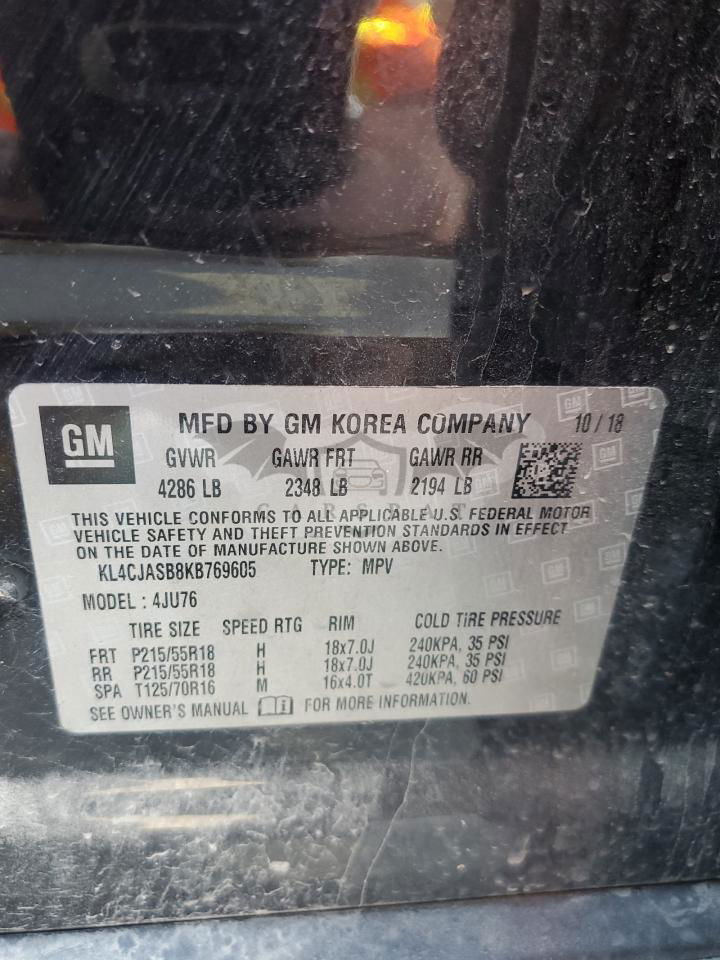 GM
MFD BY GM KOREA COMPANY 10 / 18
GVWR GAWR FRT GAWR RR
4286 LB 2348 LB 2194 LB
THIS VEHICLE CONFORMS TO ALL APPLICABLE U.S. FEDERAL MOTOR
VEHICLE SAFETY AND THEFT PREVENTION STANDARDS IN EFFECT
ON THE DATE OF MANUFACTURE SHOWN ABOVE.
KL4CJASB8KB769605 TYPE: MPV
MODEL : 4JU76
TIRE SIZE SPEED RTG RIM COLD TIRE PRESSURE
FRT P215/55R18 H 18x7.0J 240KPA, 35 PSI
RR P215/55R18 H 18x7.0J 240KPA, 35 PSI
SPA T125/70R16 M 16x4.0T 420KPA, 60 PSI
SEE OWNER'S MANUAL FOR MORE INFORMATION.